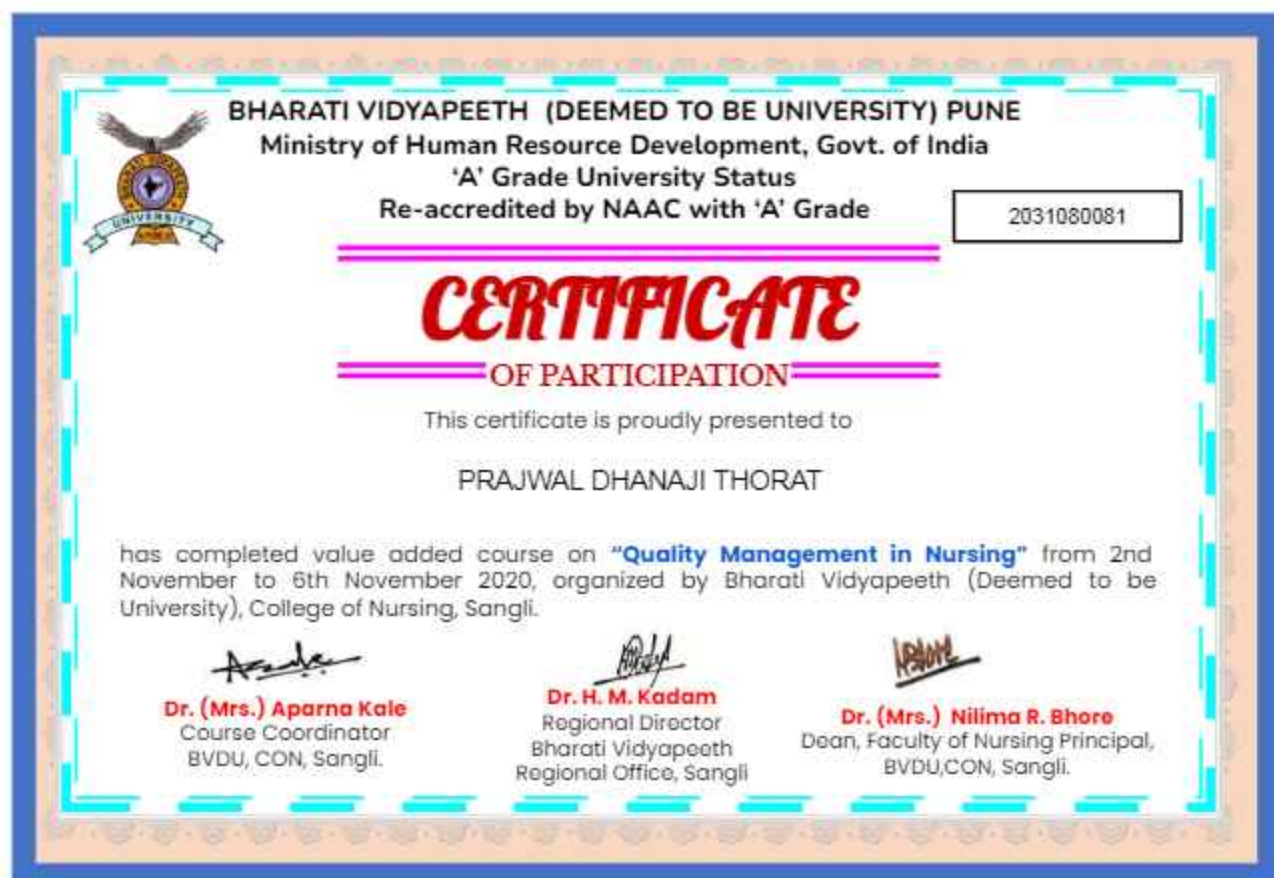 BHARATI VIDYAPEETH (DEEMED TO BE UNIVERSITY) PUNE
Ministry of Human Resource Development, Govt. of India
‘A’ Grade University Status
Re-accredited by NAAC with ‘A’ Grade
2031080081
BHARATI VIDYAPEETH
UNIVERSITY
CERTIFICATE
OF PARTICIPATION
This certificate is proudly presented to
PRAJWAL DHANAJI THORAT
has completed value added course on “Quality Management in Nursing” from 2nd
November to 6th November 2020, organized by Bharati Vidyapeeth (Deemed to be
University), College of Nursing, Sangli.
Dr. (Mrs.) Aparna Kale
Course Coordinator
BVDU, CON, Sangli.
Dr. H. M. Kadam
Regional Director
Bharati Vidyapeeth
Regional Office, Sangli
Dr. (Mrs.) Nilima R. Bhore
Dean, Faculty of Nursing Principal,
BVDU,CON, Sangli.